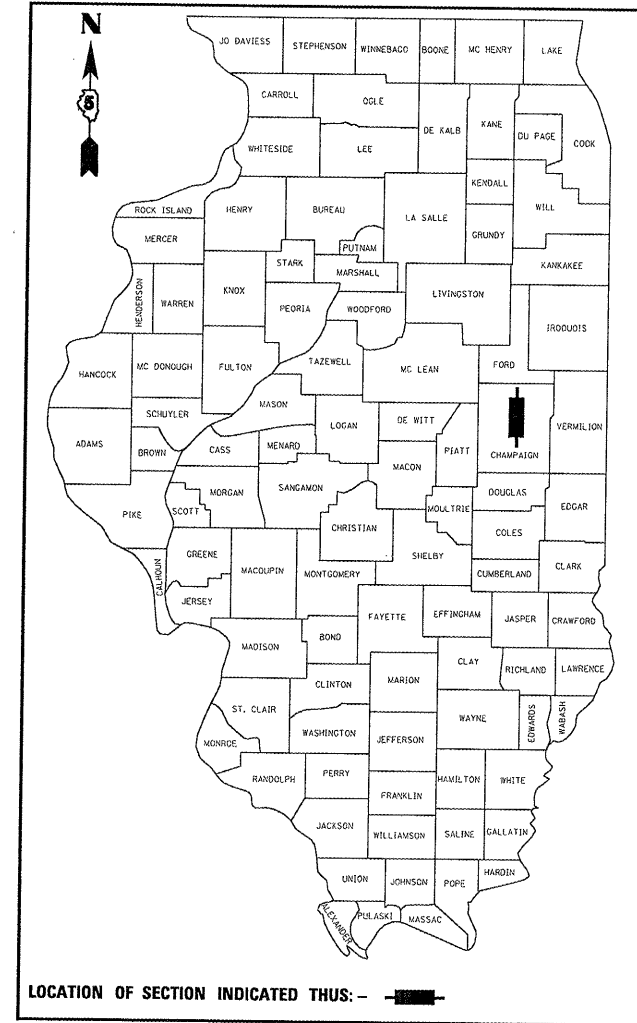 N
5
JO DAVIESS STEPHENSON WINNEBAGO BOONE MC HENRY LAKE
CARROLL OGLE DE KALB KANE DU PAGE COOK
WHITESIDE LEE KENDALL WILL
ROCK ISLAND HENRY BUREAU LA SALLE GRUNDY
MERCER PUTNAM
STARK MARSHALL KANKAKEE
HENDERSON WARREN KNOX PEORIA WOODFORD LIVINGSTON IROQUOIS
HANCOCK MC DONOUGH FULTON TAZEWELL MC LEAN FORD
MASON
SCHUYLER LOGAN DE WITT
ADAMS BROWN CASS MENARD MACON PIATT CHAMPAIGN VERMILION
MORGAN SANGAMON DOUGLAS
PIKE SCOTT CHRISTIAN MOULTRIE COLES EDGAR
GREENE MACOUPIN MONTGOMERY SHELBY CUMBERLAND CLARK
CALHOUN JERSEY FAYETTE EFFINGHAM JASPER CRAWFORD
MADISON BOND CLAY RICHLAND LAWRENCE
CLINTON MARION
ST. CLAIR WAYNE EDWARDS WABASH
MONROE WASHINGTON JEFFERSON
RANDOLPH PERRY HAMILTON WHITE
FRANKLIN
JACKSON WILLIAMSON SALINE GALLATIN
UNION JOHNSON POPE HARDIN
ALEXANDER PULASKI MASSAC
LOCATION OF SECTION INDICATED THUS: –